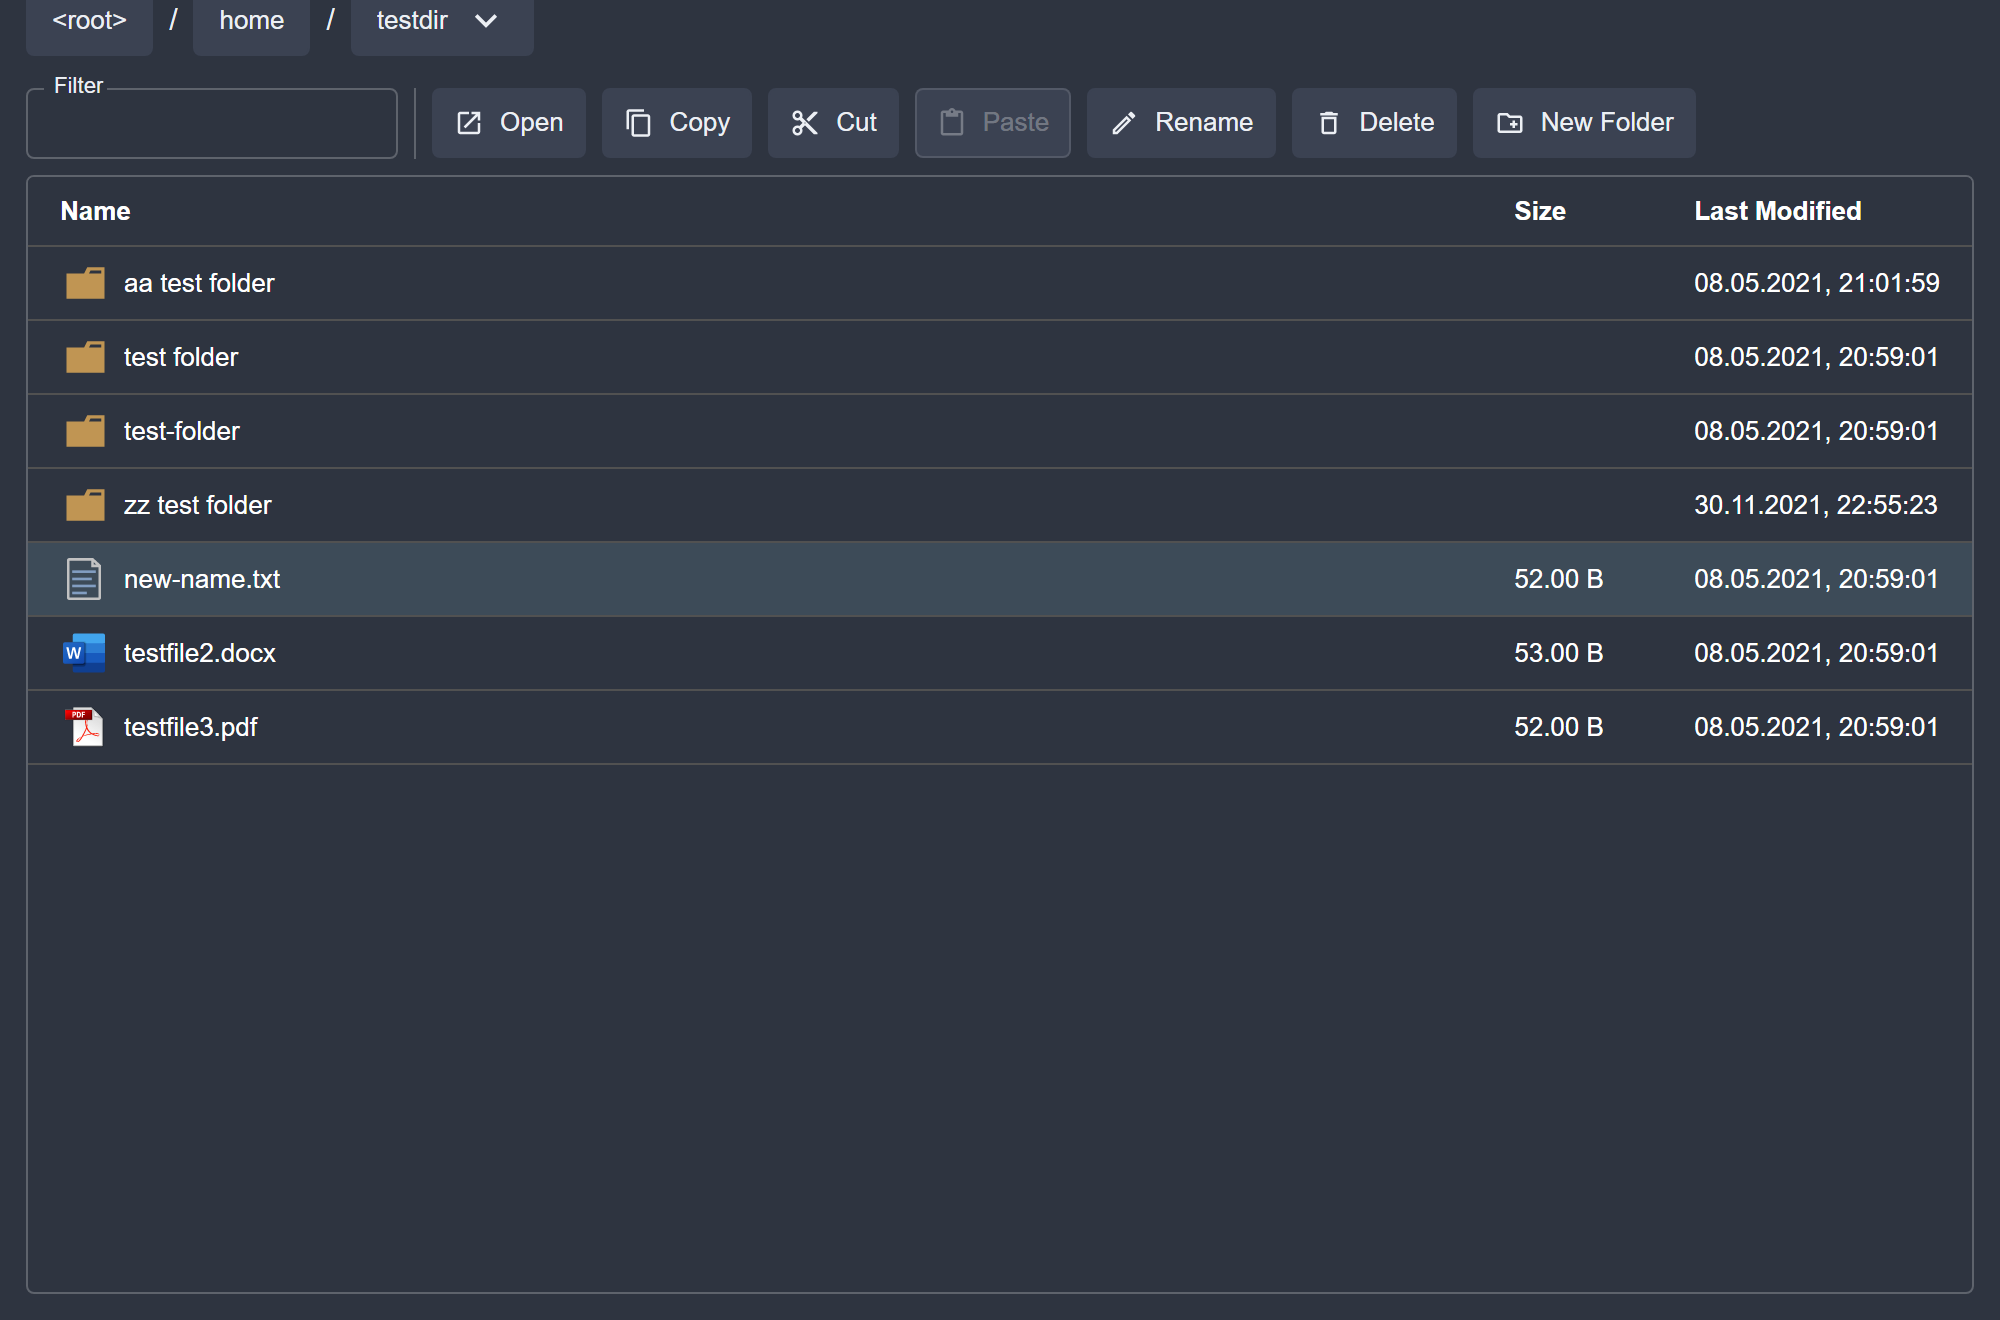 <root> / home / testdir
Filter
Open Copy Cut Paste Rename Delete New Folder
Name Size Last Modified
aa test folder 08.05.2021, 21:01:59
test folder 08.05.2021, 20:59:01
test-folder 08.05.2021, 20:59:01
zz test folder 30.11.2021, 22:55:23
new-name.txt 52.00 B 08.05.2021, 20:59:01
W testfile2.docx 53.00 B 08.05.2021, 20:59:01
PDF testfile3.pdf 52.00 B 08.05.2021, 20:59:01